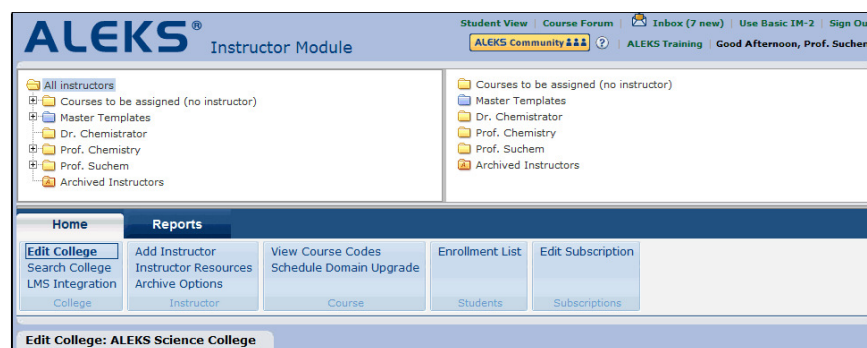 Student View | Course Forum | Inbox (7 new) | Use Basic IM-2 | Sign Ou
ALEKS® Instructor Module
ALEKS Community ? | ALEKS Training | Good Afternoon, Prof. Suchem
All instructors
Courses to be assigned (no instructor)
Master Templates
Dr. Chemistrator
Prof. Chemistry
Prof. Suchem
Archived Instructors
Courses to be assigned (no instructor)
Master Templates
Dr. Chemistrator
Prof. Chemistry
Prof. Suchem
Archived Instructors
Home Reports
Edit College
Search College
LMS Integration
College
Add Instructor
Instructor Resources
Archive Options
Instructor
View Course Codes
Schedule Domain Upgrade
Course
Enrollment List
Students
Edit Subscription
Subscriptions
Edit College: ALEKS Science College